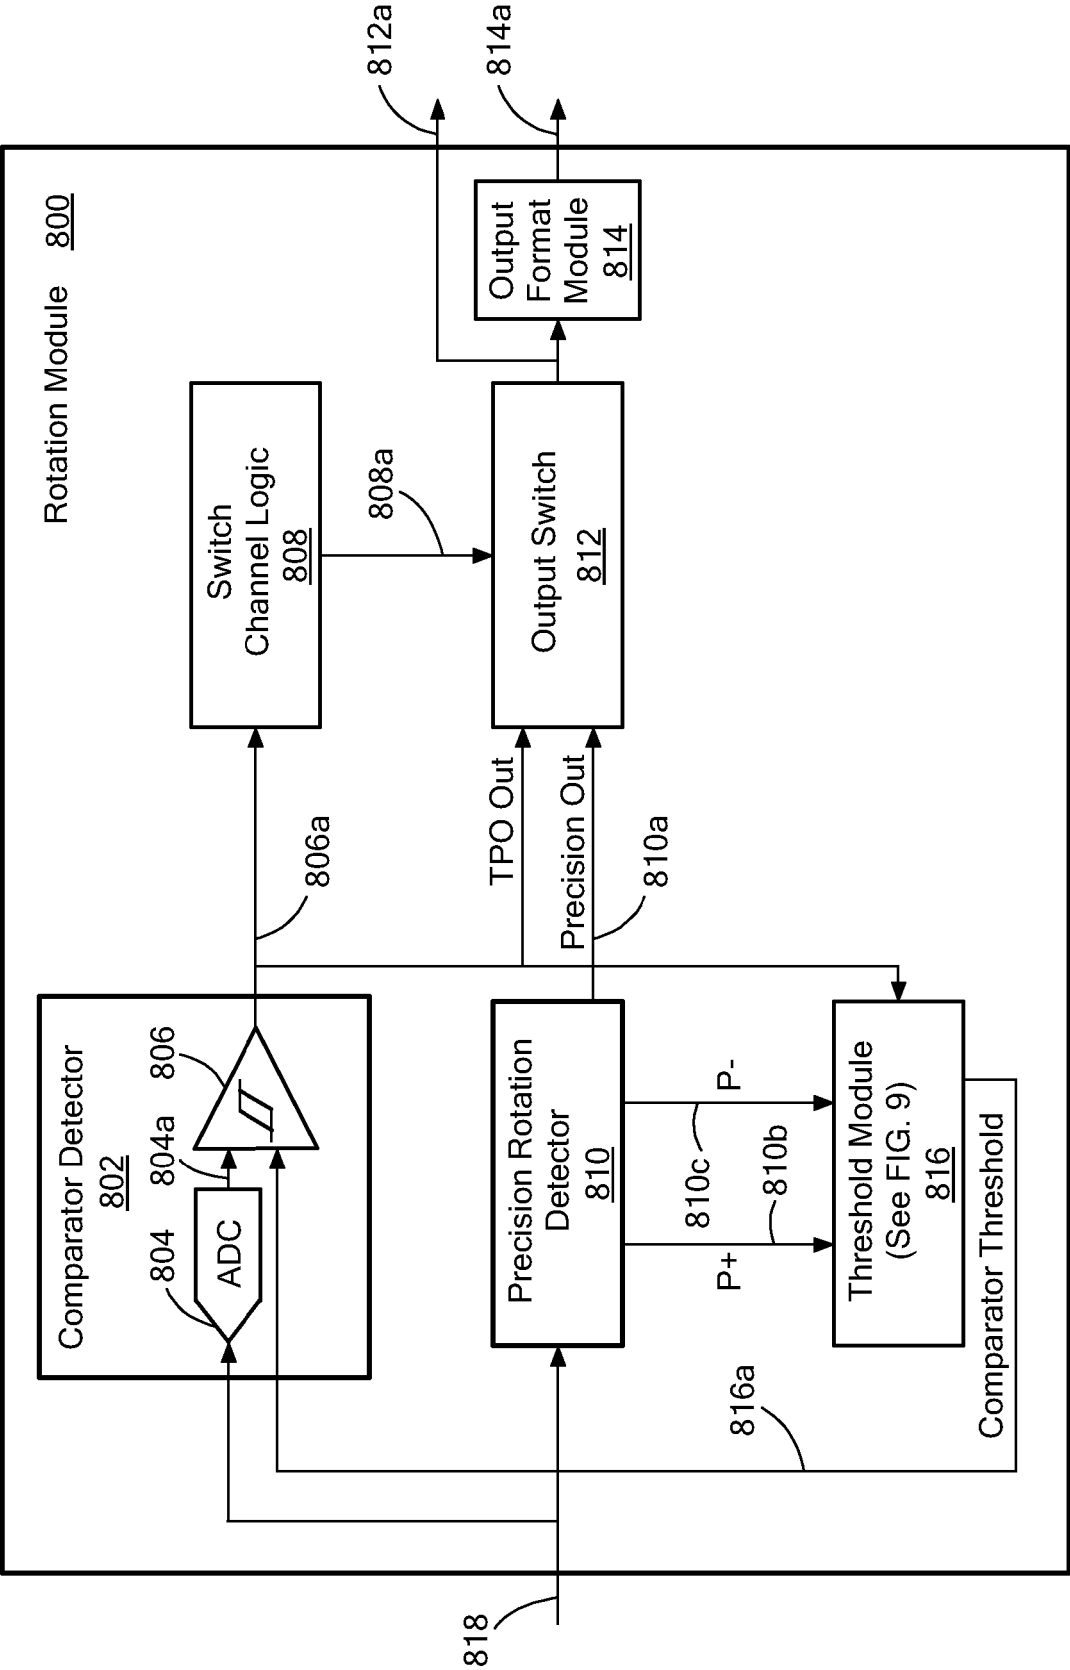 Rotation Module 800
Comparator Detector
802
804
ADC
804a
806
806a
Switch
Channel Logic
808
808a
812a
814a
818
Precision Rotation
Detector
810
TPO Out
Precision Out
810a
Output Switch
812
Output
Format
Module
814
P+
810b
810c
P-
Threshold Module
(See FIG. 9)
816
816a
Comparator Threshold